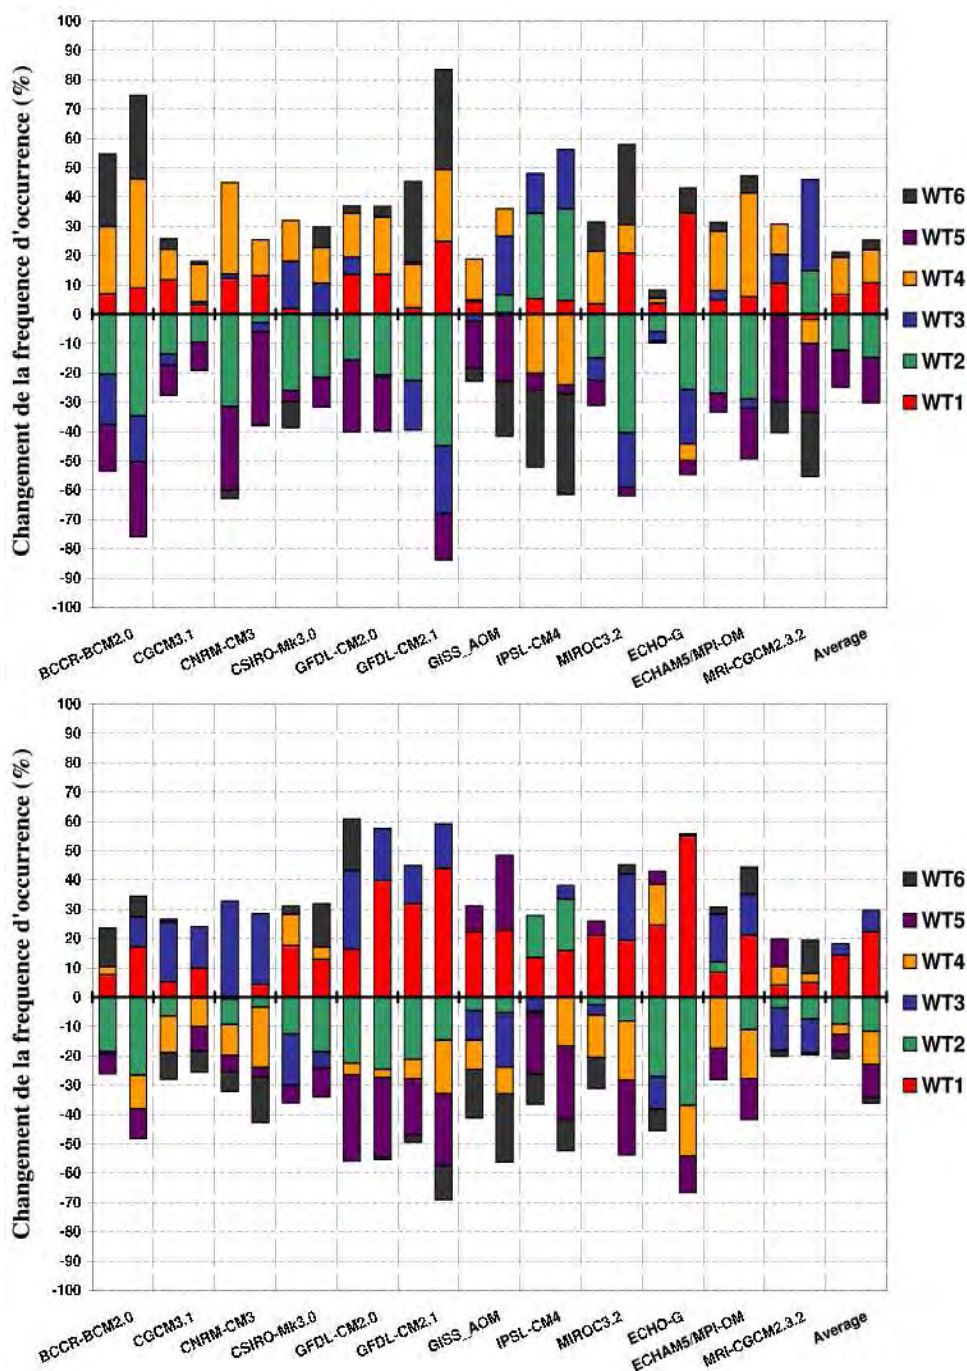 Changement de la frequence d'occurrence (%)
100
90
80
70
60
50
40
30
20
10
0
-10
-20
-30
-40
-50
-60
-70
-80
-90
-100
WT6
WT5
WT4
WT3
WT2
WT1
BCCR-BCM2.0
CGCM3.1
CNRM-CM3
CSIRO-Mk3.0
GFDL-CM2.0
GFDL-CM2.1
GISS_AOM
IPSL-CM4
MIROC3.2
ECHO-G
ECHAM5/MPI-OM
MRI-CGCM2.3.2
Average
Changement de la frequence d'occurrence (%)
100
90
80
70
60
50
40
30
20
10
0
-10
-20
-30
-40
-50
-60
-70
-80
-90
-100
WT6
WT5
WT4
WT3
WT2
WT1
BCCR-BCM2.0
CGCM3.1
CNRM-CM3
CSIRO-Mk3.0
GFDL-CM2.0
GFDL-CM2.1
GISS_AOM
IPSL-CM4
MIROC3.2
ECHO-G
ECHAM5/MPI-OM
MRI-CGCM2.3.2
Average